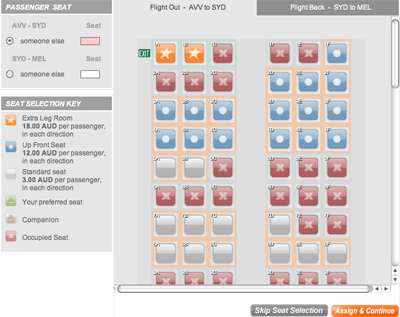 PASSENGER SEAT
AVV - SYD Seat
someone else
SYD - MEL Seat
someone else
SEAT SELECTION KEY
Extra Leg Room
18.00 AUD per passenger,
in each direction
Up Front Seat
12.00 AUD per passenger,
in each direction
Standard seat
3.00 AUD per passenger,
in each direction
Your preferred seat
Companion
Occupied Seat
Flight Out - AVV to SYD
Flight Back - SYD to MEL
EXIT
Skip Seat Selection
Assign & Continue